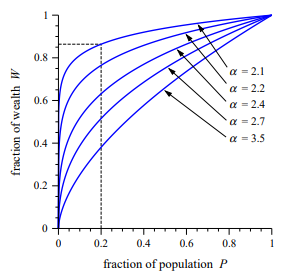 1
0.8
0.6
0.4
0.2
0
fraction of wealth W
α = 2.1
α = 2.2
α = 2.4
α = 2.7
α = 3.5
0 0.2 0.4 0.6 0.8 1
fraction of population P